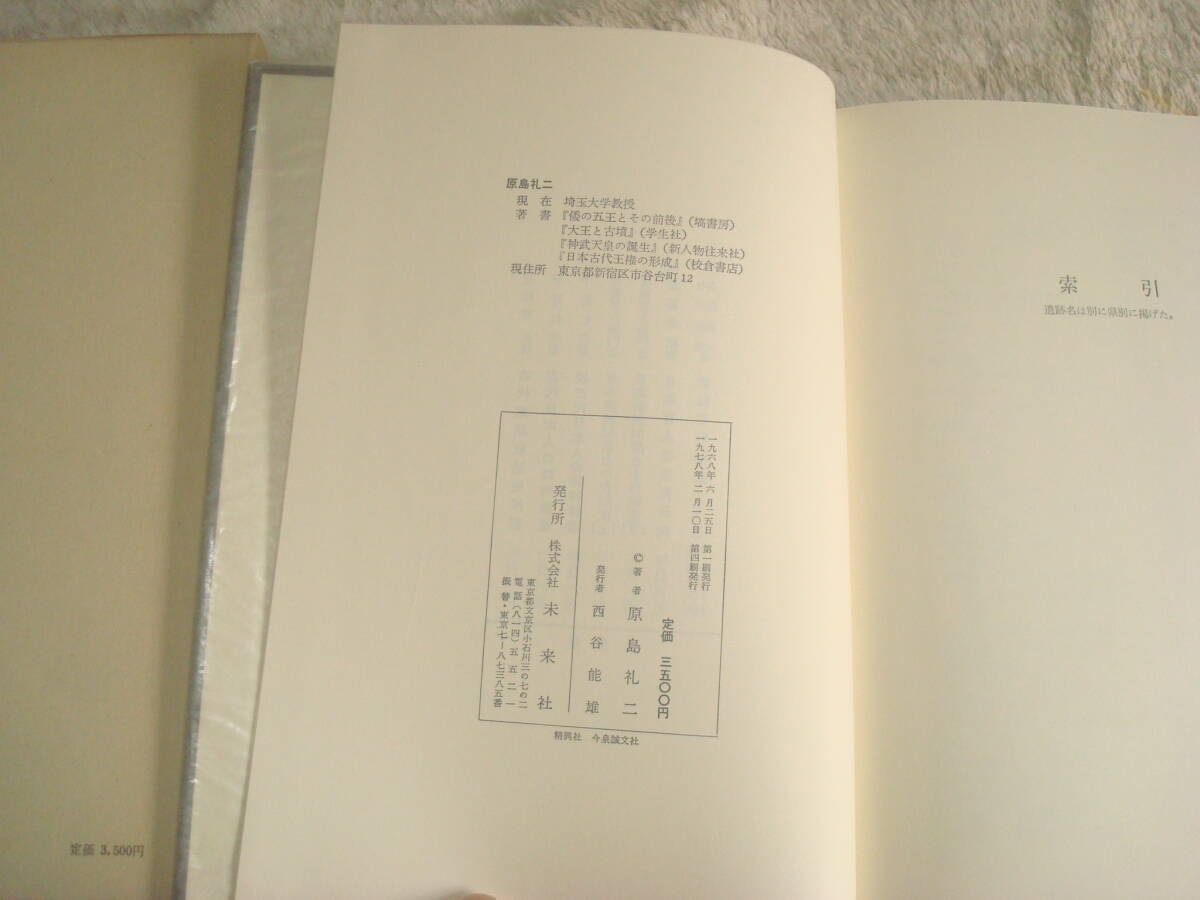 原島礼二
現在 埼玉大学教授
著書 『倭の五王とその前後』(塙書房)
『大王と古墳』(学生社)
『神武天皇の誕生』(新人物往来社)
『日本古代王権の形成』(校倉書店)
現住所 東京都新宿区市谷台町12
一九六八年 六月二五日 第一刷発行
一九七八年 二月一〇日 第四刷発行
定価 三五〇〇円
©著者 原島礼二
発行者 西谷能雄
発行所 株式会社 未来社
東京都文京区小石川三の七の二
電話(八一四)五五二一
振替・東京七―八七三八五番
精興社 今泉誠文社
索引
遺跡名は別に県別に掲げた。
定価 3,500円